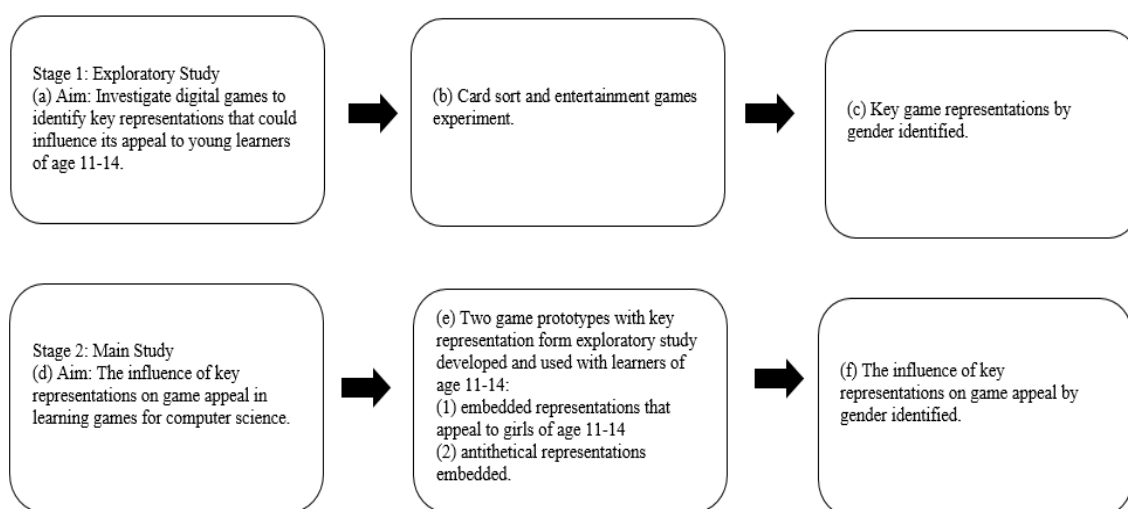 Stage 1: Exploratory Study
(a) Aim: Investigate digital games to
identify key representations that could
influence its appeal to young learners
of age 11-14.
(b) Card sort and entertainment games
experiment.
(c) Key game representations by
gender identified.
Stage 2: Main Study
(d) Aim: The influence of key
representations on game appeal in
learning games for computer science.
(e) Two game prototypes with key
representation form exploratory study
developed and used with learners of
age 11-14:
(1) embedded representations that
appeal to girls of age 11-14
(2) antithetical representations
embedded.
(f) The influence of key
representations on game appeal by
gender identified.